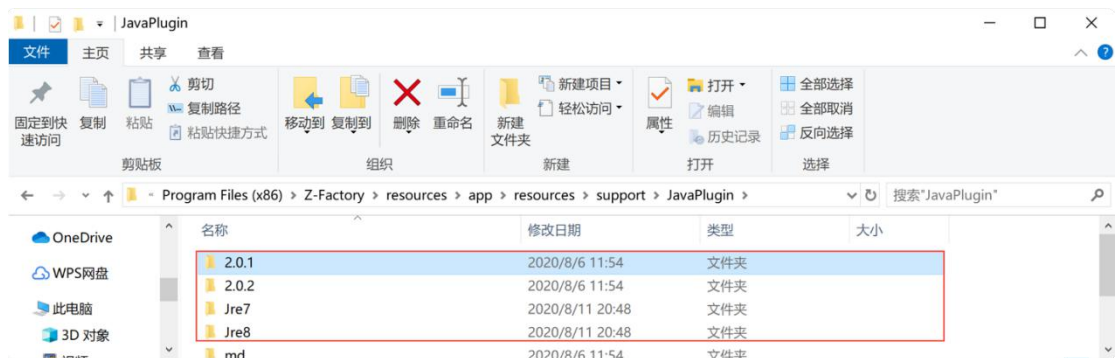 JavaPlugin
文件 主页 共享 查看
固定到快速访问
复制
粘贴
剪切
复制路径
粘贴快捷方式
移动到 复制到 删除 重命名
新建文件夹
新建项目
轻松访问
属性
打开
编辑
历史记录
全部选择
全部取消
反向选择
剪贴板 组织 新建 打开 选择
Program Files (x86) > Z-Factory > resources > app > resources > support > JavaPlugin >
搜索"JavaPlugin"
名称 修改日期 类型 大小
OneDrive
WPS网盘
此电脑
3D 对象
2.0.1 2020/8/6 11:54 文件夹
2.0.2 2020/8/6 11:54 文件夹
Jre7 2020/8/11 20:48 文件夹
Jre8 2020/8/11 20:48 文件夹
md 2020/8/6 11:54 文件夹